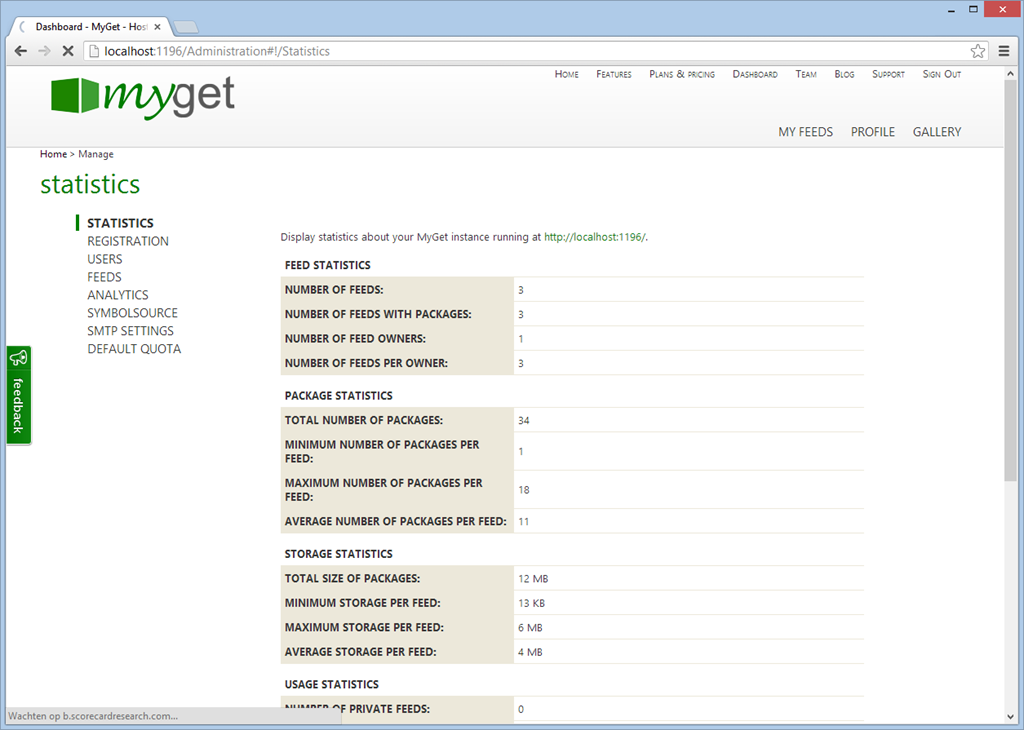 Dashboard - MyGet - Hos
localhost:1196/Administration#!/Statistics
Home Features Plans & pricing Dashboard Team Blog Support Sign Out
myget
MY FEEDS PROFILE GALLERY
Home > Manage
statistics
STATISTICS
REGISTRATION
USERS
FEEDS
ANALYTICS
SYMBOLSOURCE
SMTP SETTINGS
DEFAULT QUOTA
feedback
Display statistics about your MyGet instance running at http://localhost:1196/.
FEED STATISTICS
NUMBER OF FEEDS: 3
NUMBER OF FEEDS WITH PACKAGES: 3
NUMBER OF FEED OWNERS: 1
NUMBER OF FEEDS PER OWNER: 3
PACKAGE STATISTICS
TOTAL NUMBER OF PACKAGES: 34
MINIMUM NUMBER OF PACKAGES PER
FEED: 1
MAXIMUM NUMBER OF PACKAGES PER
FEED: 18
AVERAGE NUMBER OF PACKAGES PER FEED: 11
STORAGE STATISTICS
TOTAL SIZE OF PACKAGES: 12 MB
MINIMUM STORAGE PER FEED: 13 KB
MAXIMUM STORAGE PER FEED: 6 MB
AVERAGE STORAGE PER FEED: 4 MB
USAGE STATISTICS
NUMBER OF PRIVATE FEEDS: 0
Wachten op b.scorecardresearch.com...